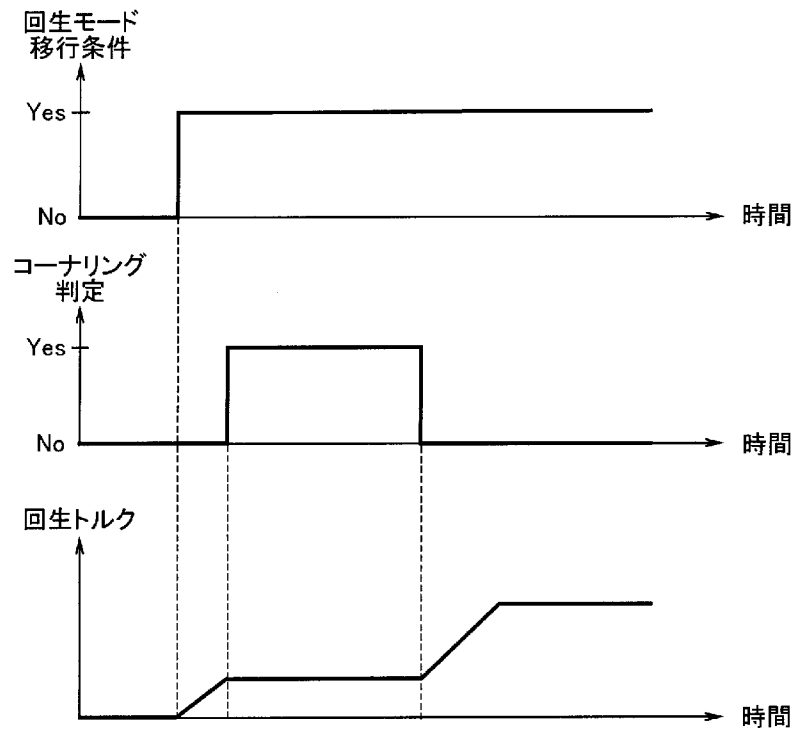 回生モード
移行条件
Yes
No
時間
コーナリング
判定
Yes
No
時間
回生トルク
時間